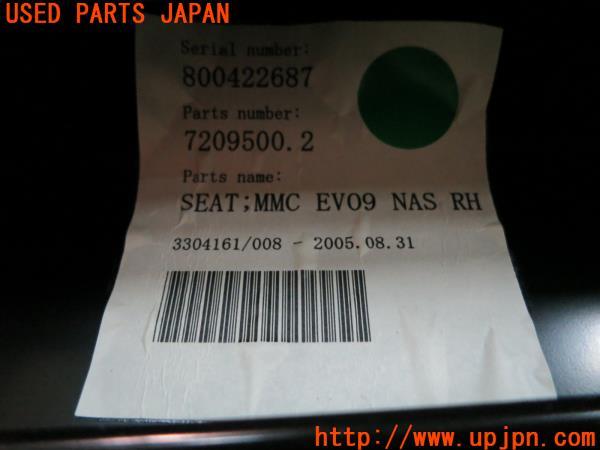 USED PARTS JAPAN
Serial number:
800422687
Parts number:
7209500.2
Parts name:
SEAT;MMC EVO9 NAS RH
3304161/008 - 2005.08.31
UPJ http://www.upjpn.com